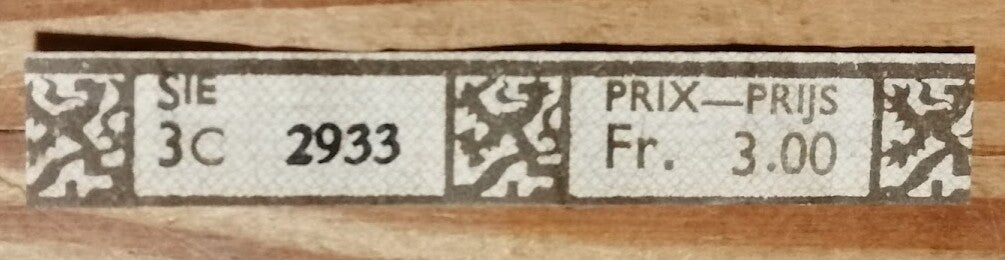 SIE
3C 2933
PRIX—PRIJS
Fr. 3.00